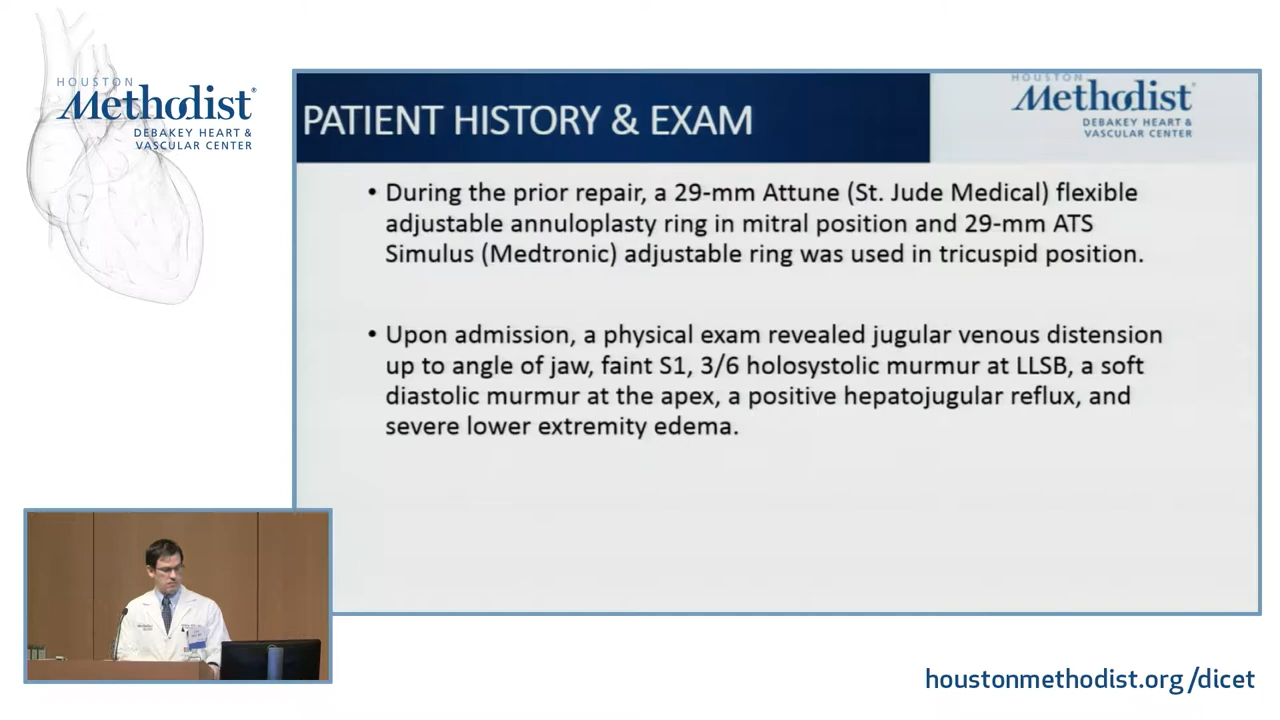 HOUSTON
Methodist®
DEBAKEY HEART &
VASCULAR CENTER
PATIENT HISTORY & EXAM
HOUSTON
Methodist®
DEBAKEY HEART &
VASCULAR CENTER
• During the prior repair, a 29-mm Attune (St. Jude Medical) flexible
adjustable annuloplasty ring in mitral position and 29-mm ATS
Simulus (Medtronic) adjustable ring was used in tricuspid position.
• Upon admission, a physical exam revealed jugular venous distension
up to angle of jaw, faint S1, 3/6 holosystolic murmur at LLSB, a soft
diastolic murmur at the apex, a positive hepatojugular reflux, and
severe lower extremity edema.
houstonmethodist.org/dicet